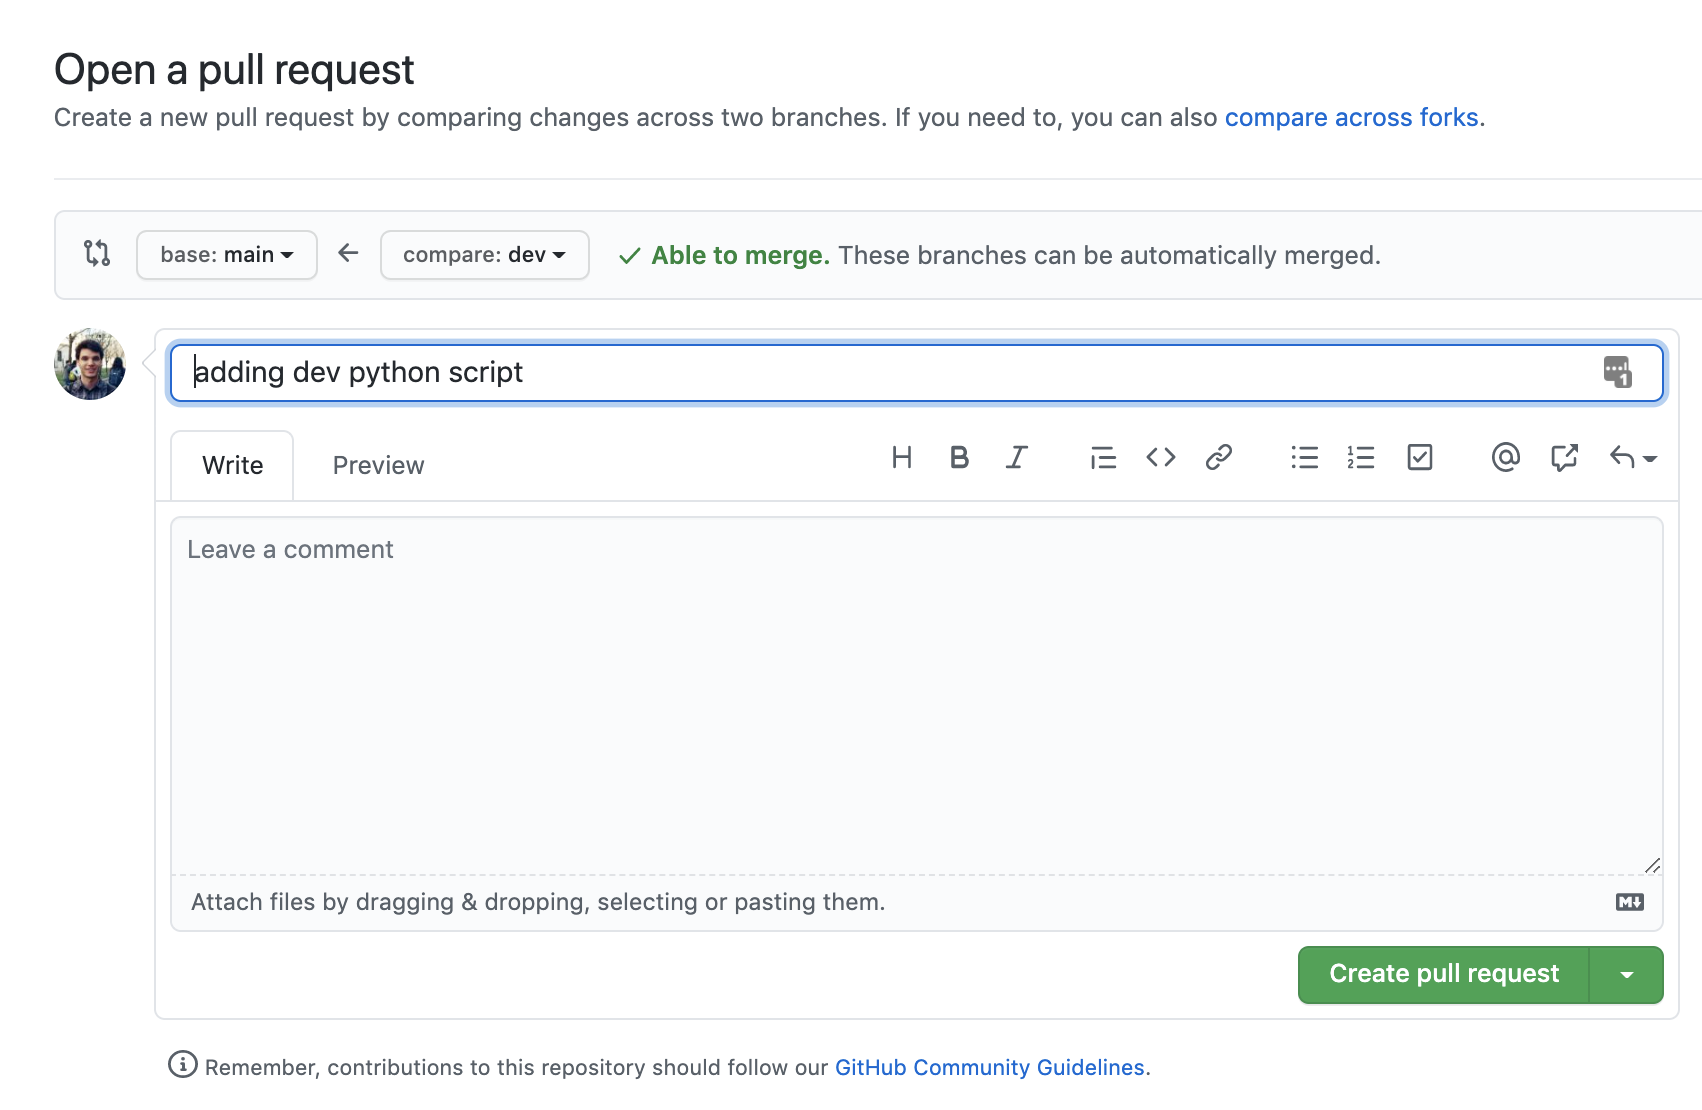 Open a pull request
Create a new pull request by comparing changes across two branches. If you need to, you can also compare across forks.
base: main
compare: dev
Able to merge. These branches can be automatically merged.
adding dev python script
1
Write
Preview
H
B
I
@
Leave a comment
Attach files by dragging & dropping, selecting or pasting them.
M
Create pull request
Remember, contributions to this repository should follow our GitHub Community Guidelines.